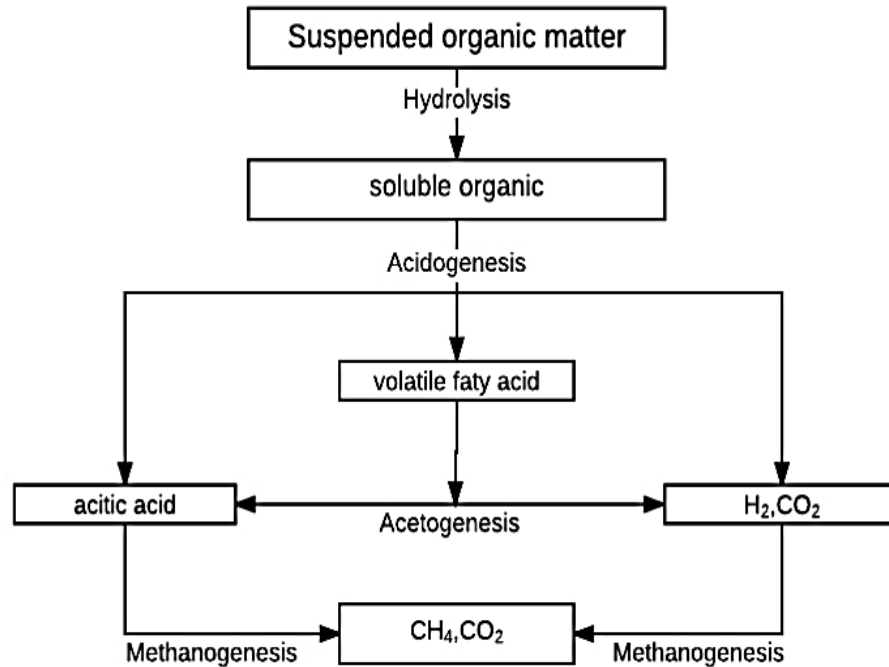 Suspended organic matter
Hydrolysis
soluble organic
Acidogenesis
volatile faty acid
acitic acid
H₂,CO₂
Acetogenesis
CH₄,CO₂
Methanogenesis
Methanogenesis